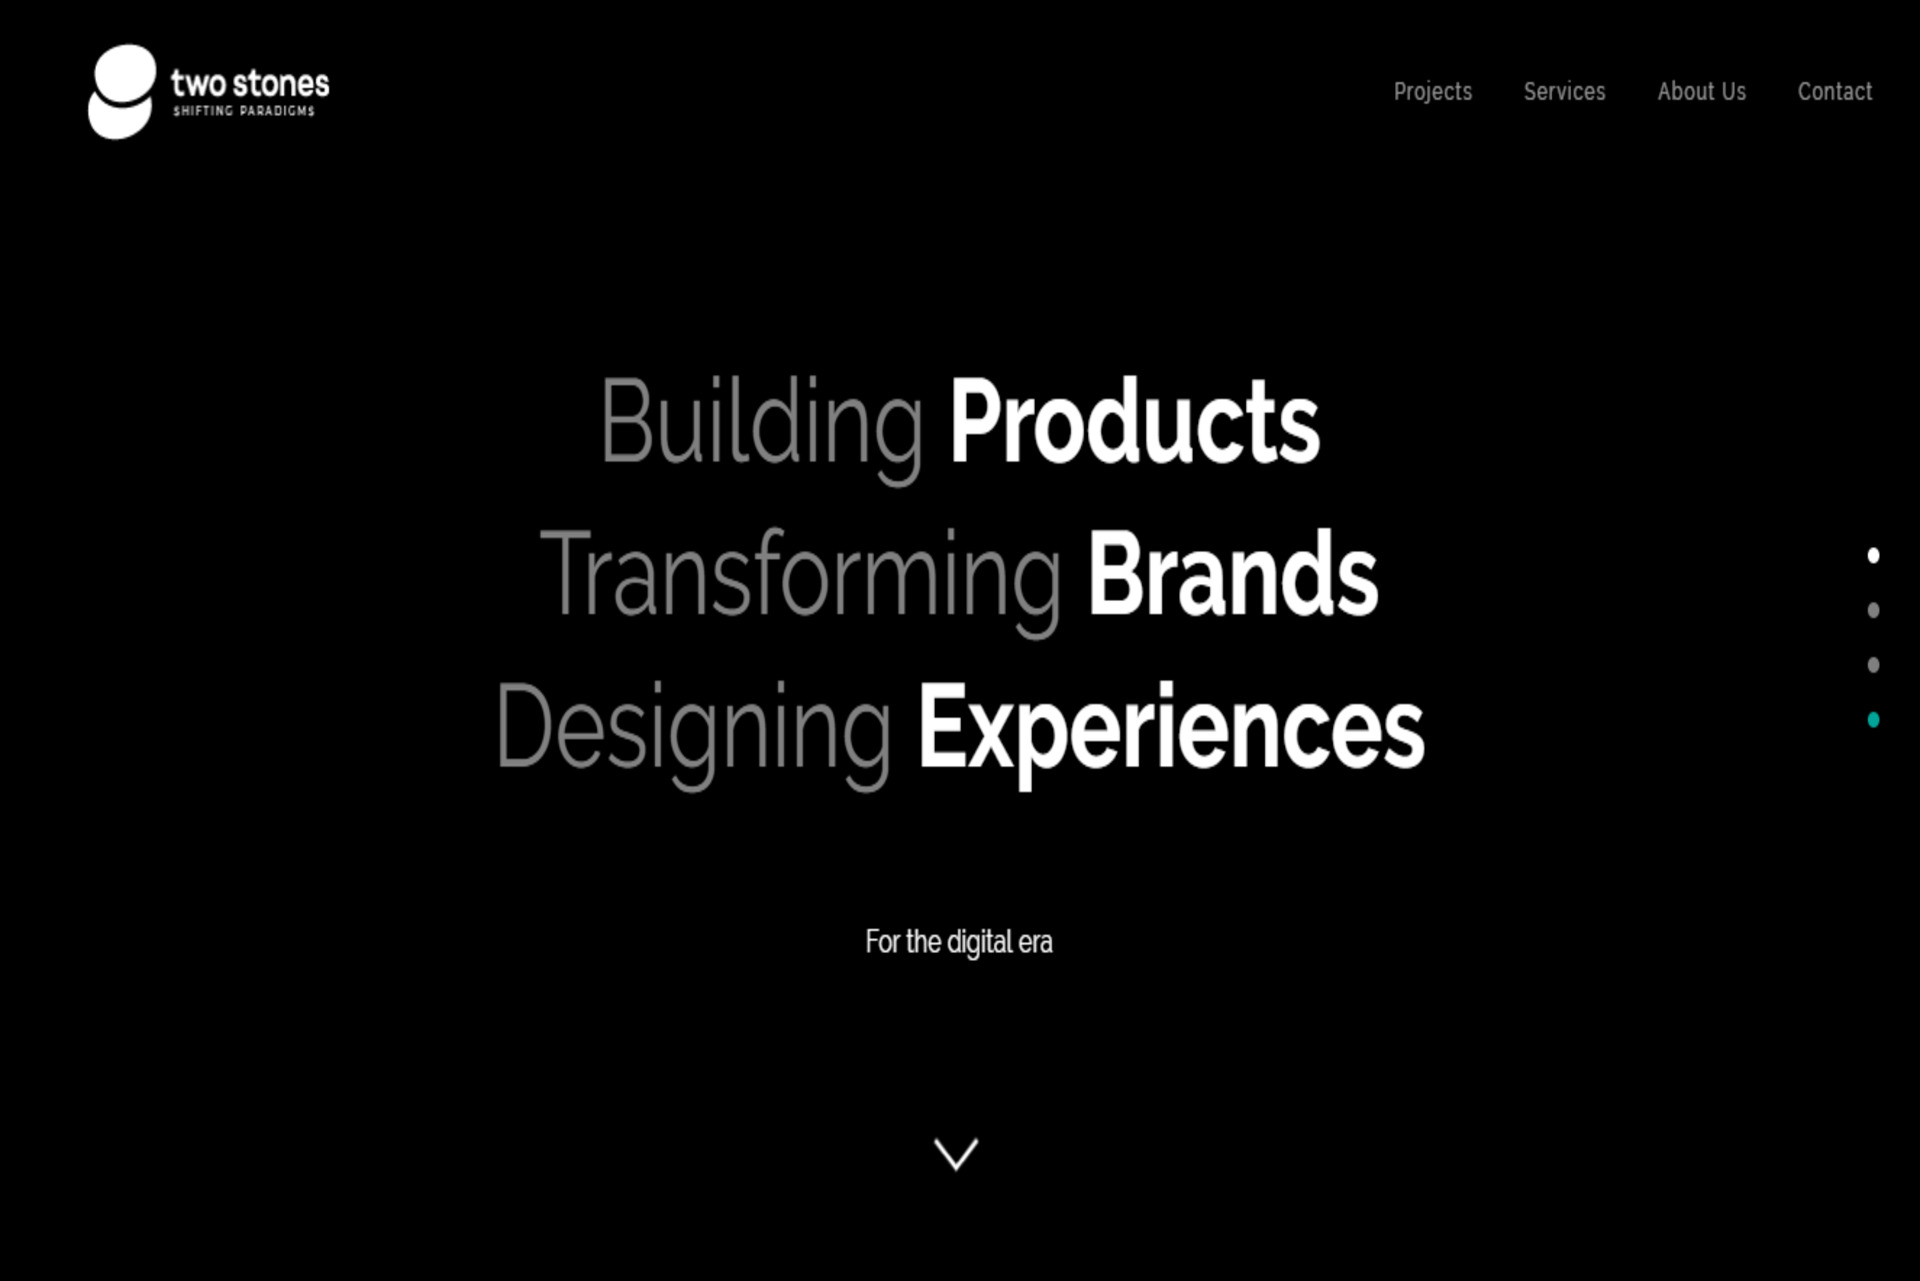 two stones
SHIFTING PARADIGMS
Projects Services About Us Contact
Building Products
Transforming Brands
Designing Experiences
For the digital era